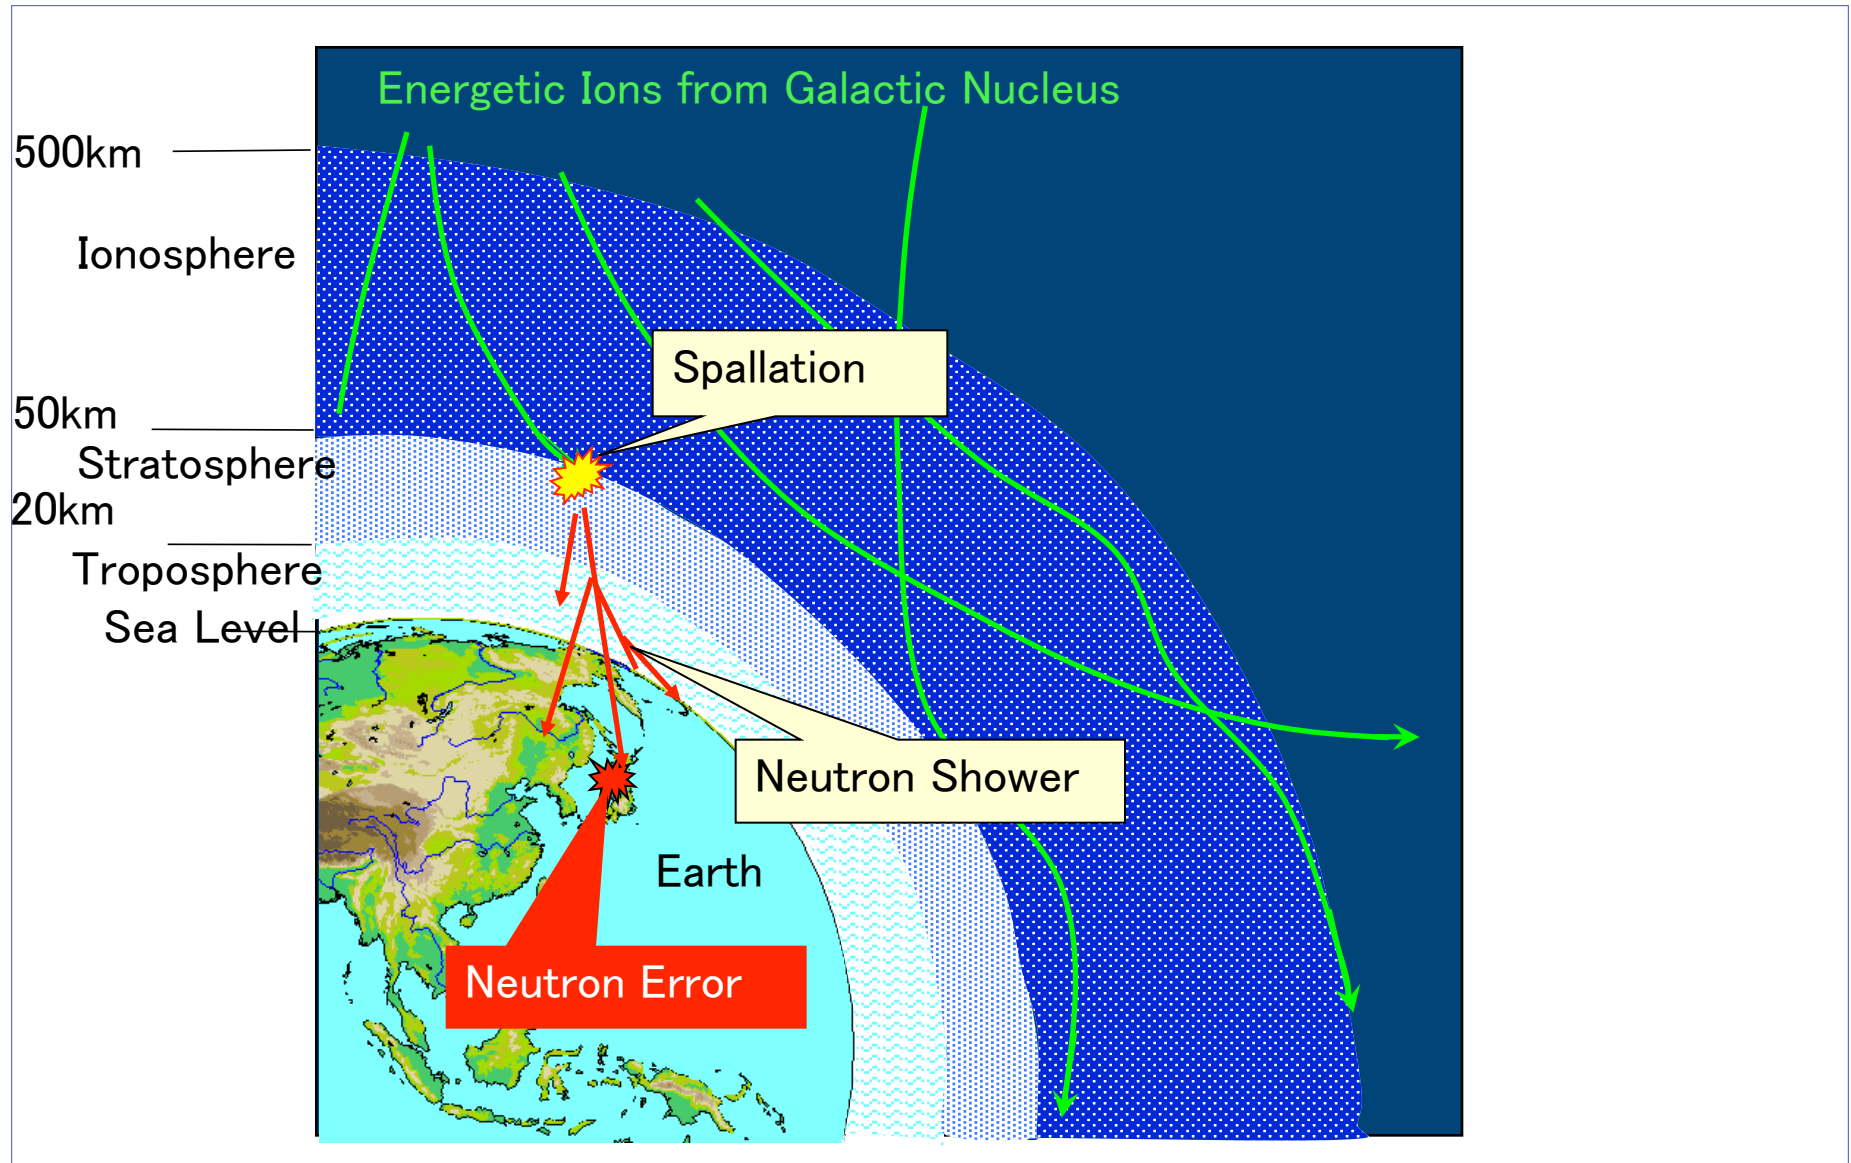 Energetic Ions from Galactic Nucleus
500km
Ionosphere
Spallation
50km
Stratosphere
20km
Troposphere
Sea Level
Neutron Shower
Earth
Neutron Error